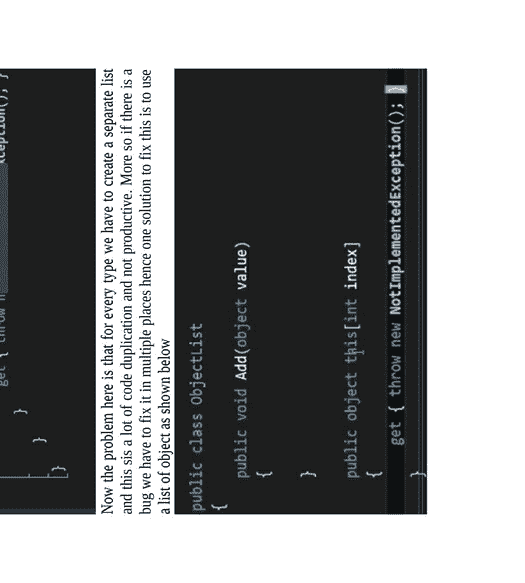 get { throw n
}
}
}
Now the problem here is that for every type we have to create a separate list
and this sis a lot of code duplication and not productive. More so if there is a
bug we have to fix it in multiple places hence one solution to fix this is to use
a list of object as shown below
public class ObjectList
{
public void Add(object value)
{
}
public object this[int index]
{
get { throw new NotImplementedException(); }
}